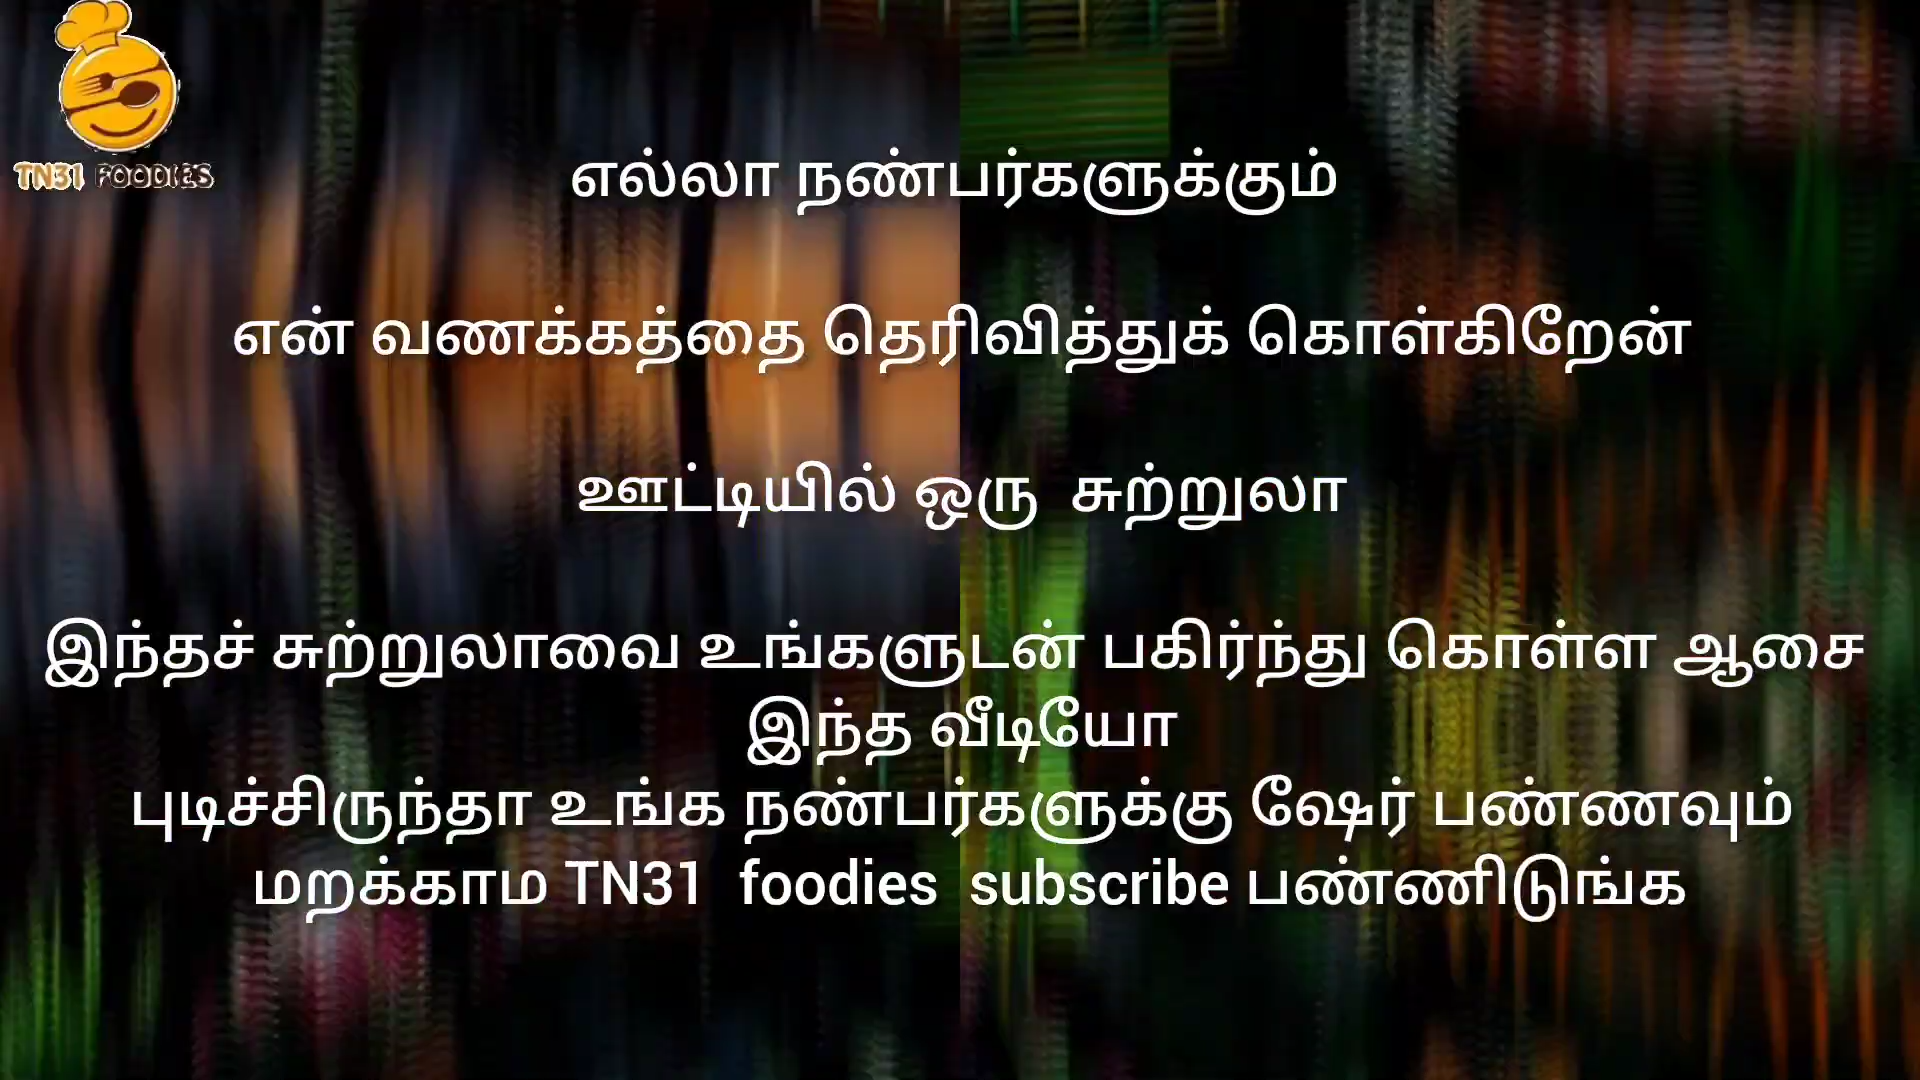 TN31 FOODIES
எல்லா நண்பர்களுக்கும்
என் வணக்கத்தை தெரிவித்துக் கொள்கிறேன்
ஊட்டியில் ஒரு சுற்றுலா
இந்தச் சுற்றுலாவை உங்களுடன் பகிர்ந்து கொள்ள ஆசை
இந்த வீடியோ
புடிச்சிருந்தா உங்க நண்பர்களுக்கு ஷேர் பண்ணவும்
மறக்காம TN31 foodies subscribe பண்ணிடுங்க